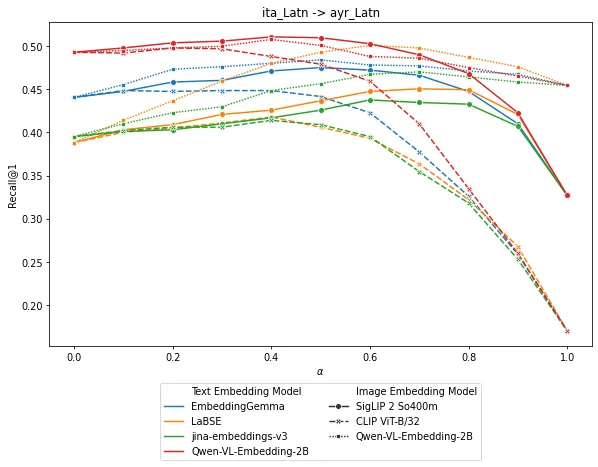 ita_Latn -> ayr_Latn
Recall@1
0.50
0.45
0.40
0.35
0.30
0.25
0.20
0.0
0.2
0.4
0.6
0.8
1.0
α
Text Embedding Model
EmbeddingGemma
LaBSE
jina-embeddings-v3
Qwen-VL-Embedding-2B
Image Embedding Model
SigLIP 2 So400m
CLIP ViT-B/32
Qwen-VL-Embedding-2B